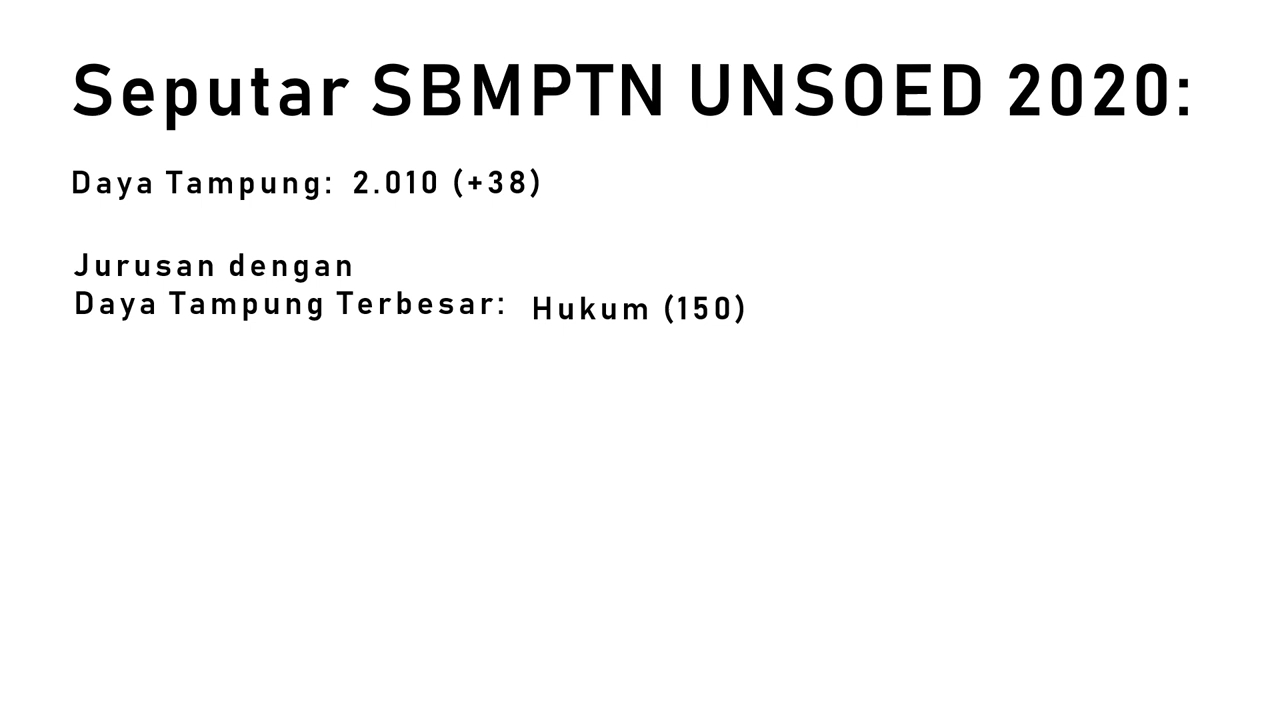 Seputar SBMPTN UNSOED 2020:
Daya Tampung: 2.010 (+38)
Jurusan dengan
Daya Tampung Terbesar: Hukum (150)